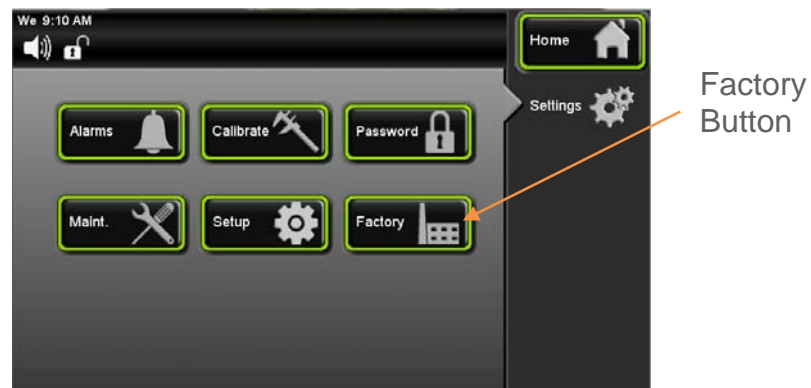 We 9:10 AM
Home
Settings
Alarms
Calibrate
Password
Maint.
Setup
Factory
Factory
Button